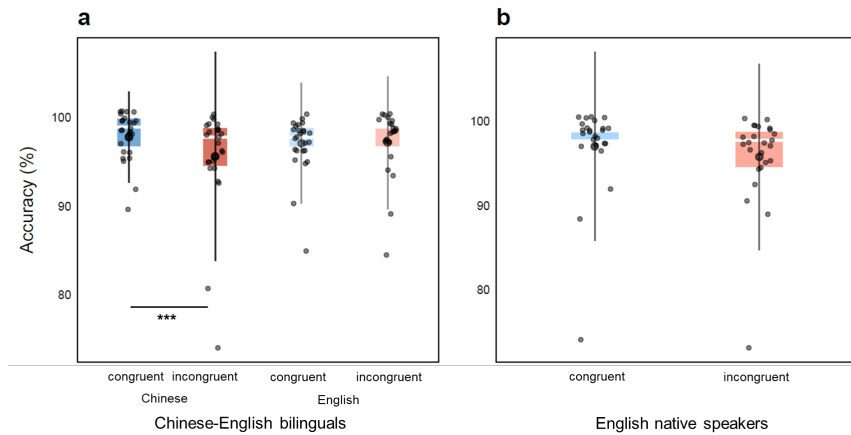 a
b
Accuracy (%)
100
90
80
100
90
80
***
congruent incongruent congruent incongruent
Chinese English
Chinese-English bilinguals
congruent incongruent
English native speakers